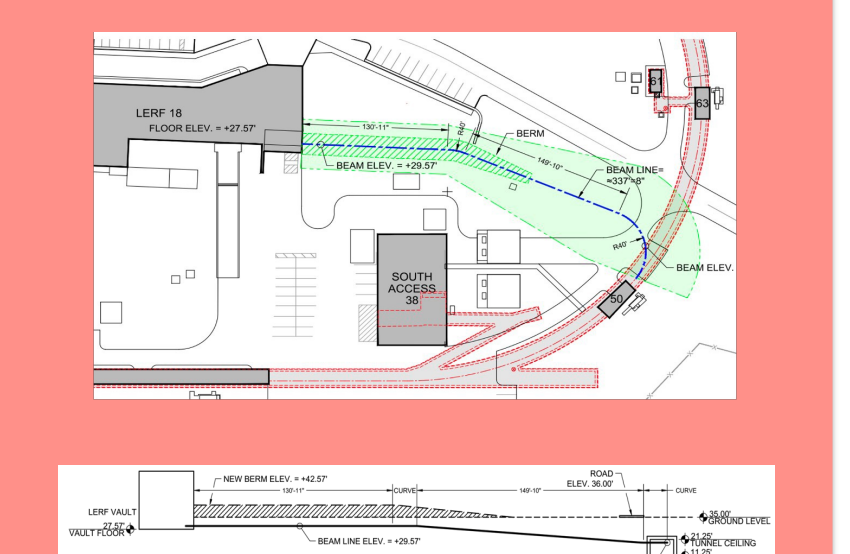 LERF 18
FLOOR ELEV. = +27.57'
130'-11"
R40'
BERM
149'-10"
BEAM ELEV. = +29.57'
BEAM LINE=
≈337'=8"
61
63
R40'
BEAM ELEV.
SOUTH
ACCESS
38
50
NEW BERM ELEV. = +42.57'
130'-11"
CURVE
149'-10"
ROAD
ELEV. 36.00'
CURVE
LERF VAULT
27.57'
VAULT FLOOR
35.00'
GROUND LEVEL
BEAM LINE ELEV. = +29.57'
21.25'
TUNNEL CEILING
11.25'